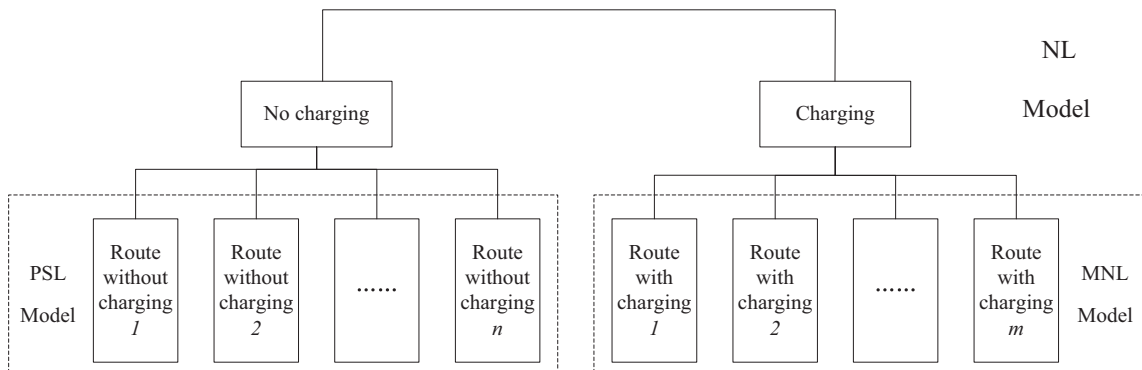 NL
Model
No charging
Charging
PSL
Model
Route
without
charging
1
Route
without
charging
2
......
Route
without
charging
n
Route
with
charging
1
Route
with
charging
2
......
Route
with
charging
m
MNL
Model